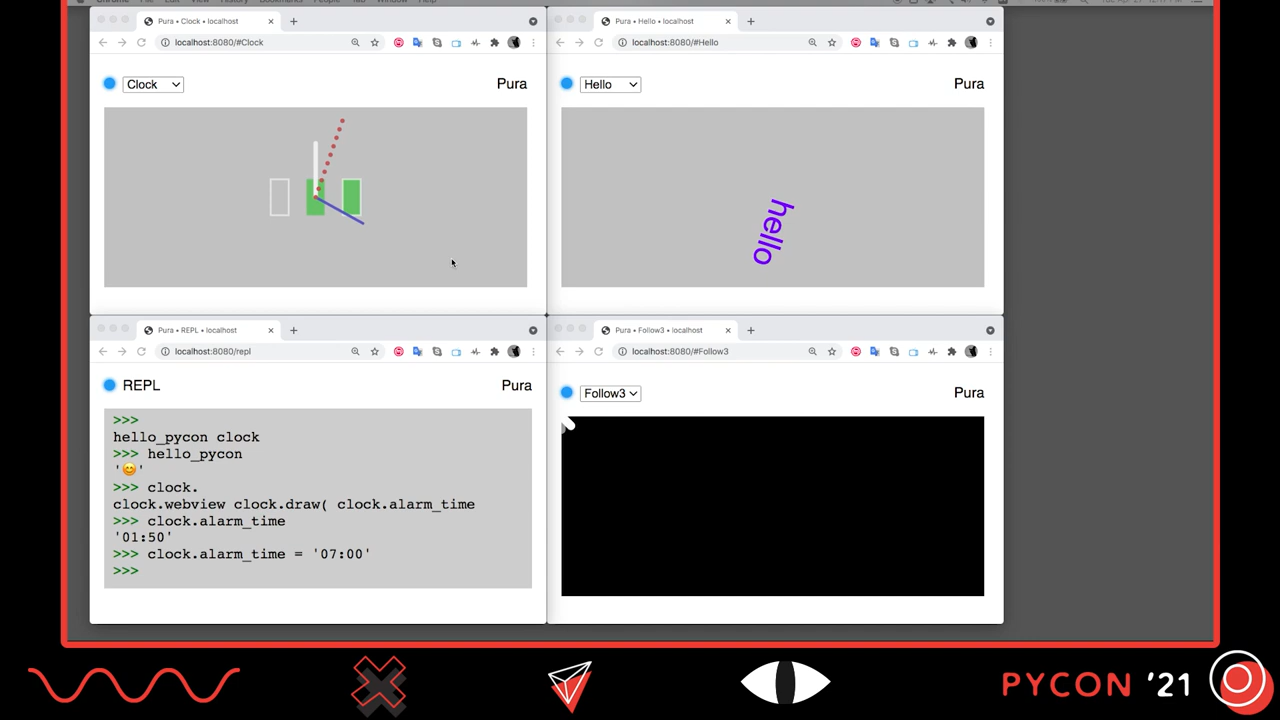 Pura • Clock • localhost
localhost:8080/#Clock
Clock
Pura
Pura • Hello • localhost
localhost:8080/#Hello
Hello
Pura
hello
Pura • REPL • localhost
localhost:8080/repl
REPL
Pura
>>>
hello_pycon clock
>>> hello_pycon
'😊'
>>> clock.
clock.webview clock.draw( clock.alarm_time
>>> clock.alarm_time
'01:50'
>>> clock.alarm_time = '07:00'
>>>
Pura • Follow3 • localhost
localhost:8080/#Follow3
Follow3
Pura
PYCON '21